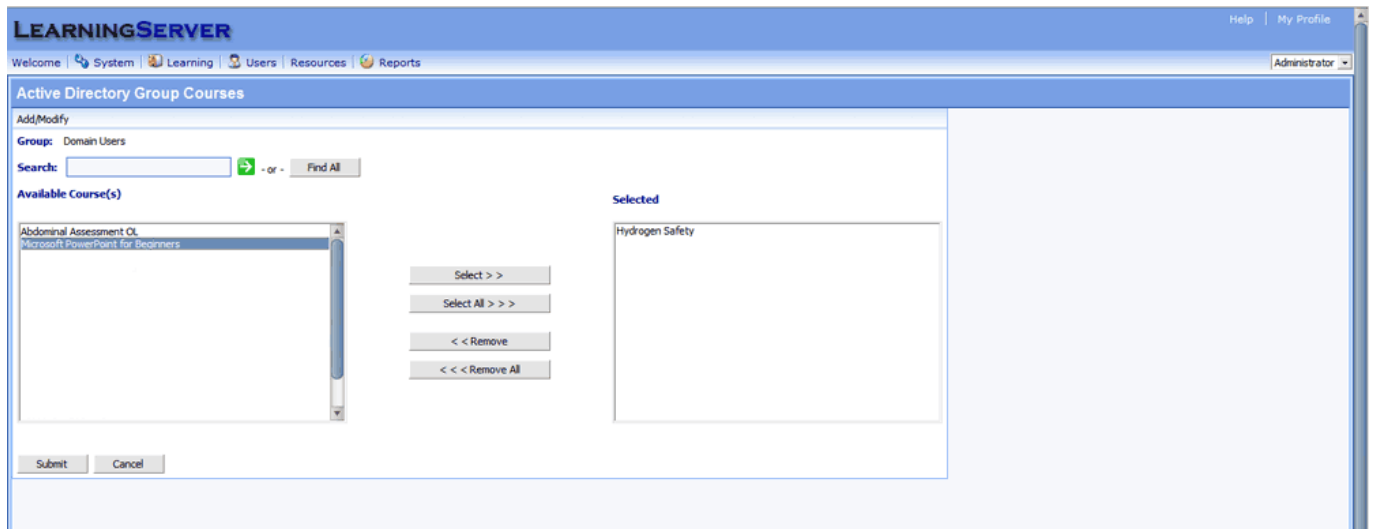 Help | My Profile
LEARNINGSERVER
Welcome | System | Learning | Users | Resources | Reports
Administrator
Active Directory Group Courses
Add/Modify
Group: Domain Users
Search: - or - Find All
Available Course(s)
Selected
Abdominal Assessment OL
Hydrogen Safety
Microsoft PowerPoint for Beginners
Select > >
Select All > > >
< < Remove
< < < Remove All
Submit Cancel